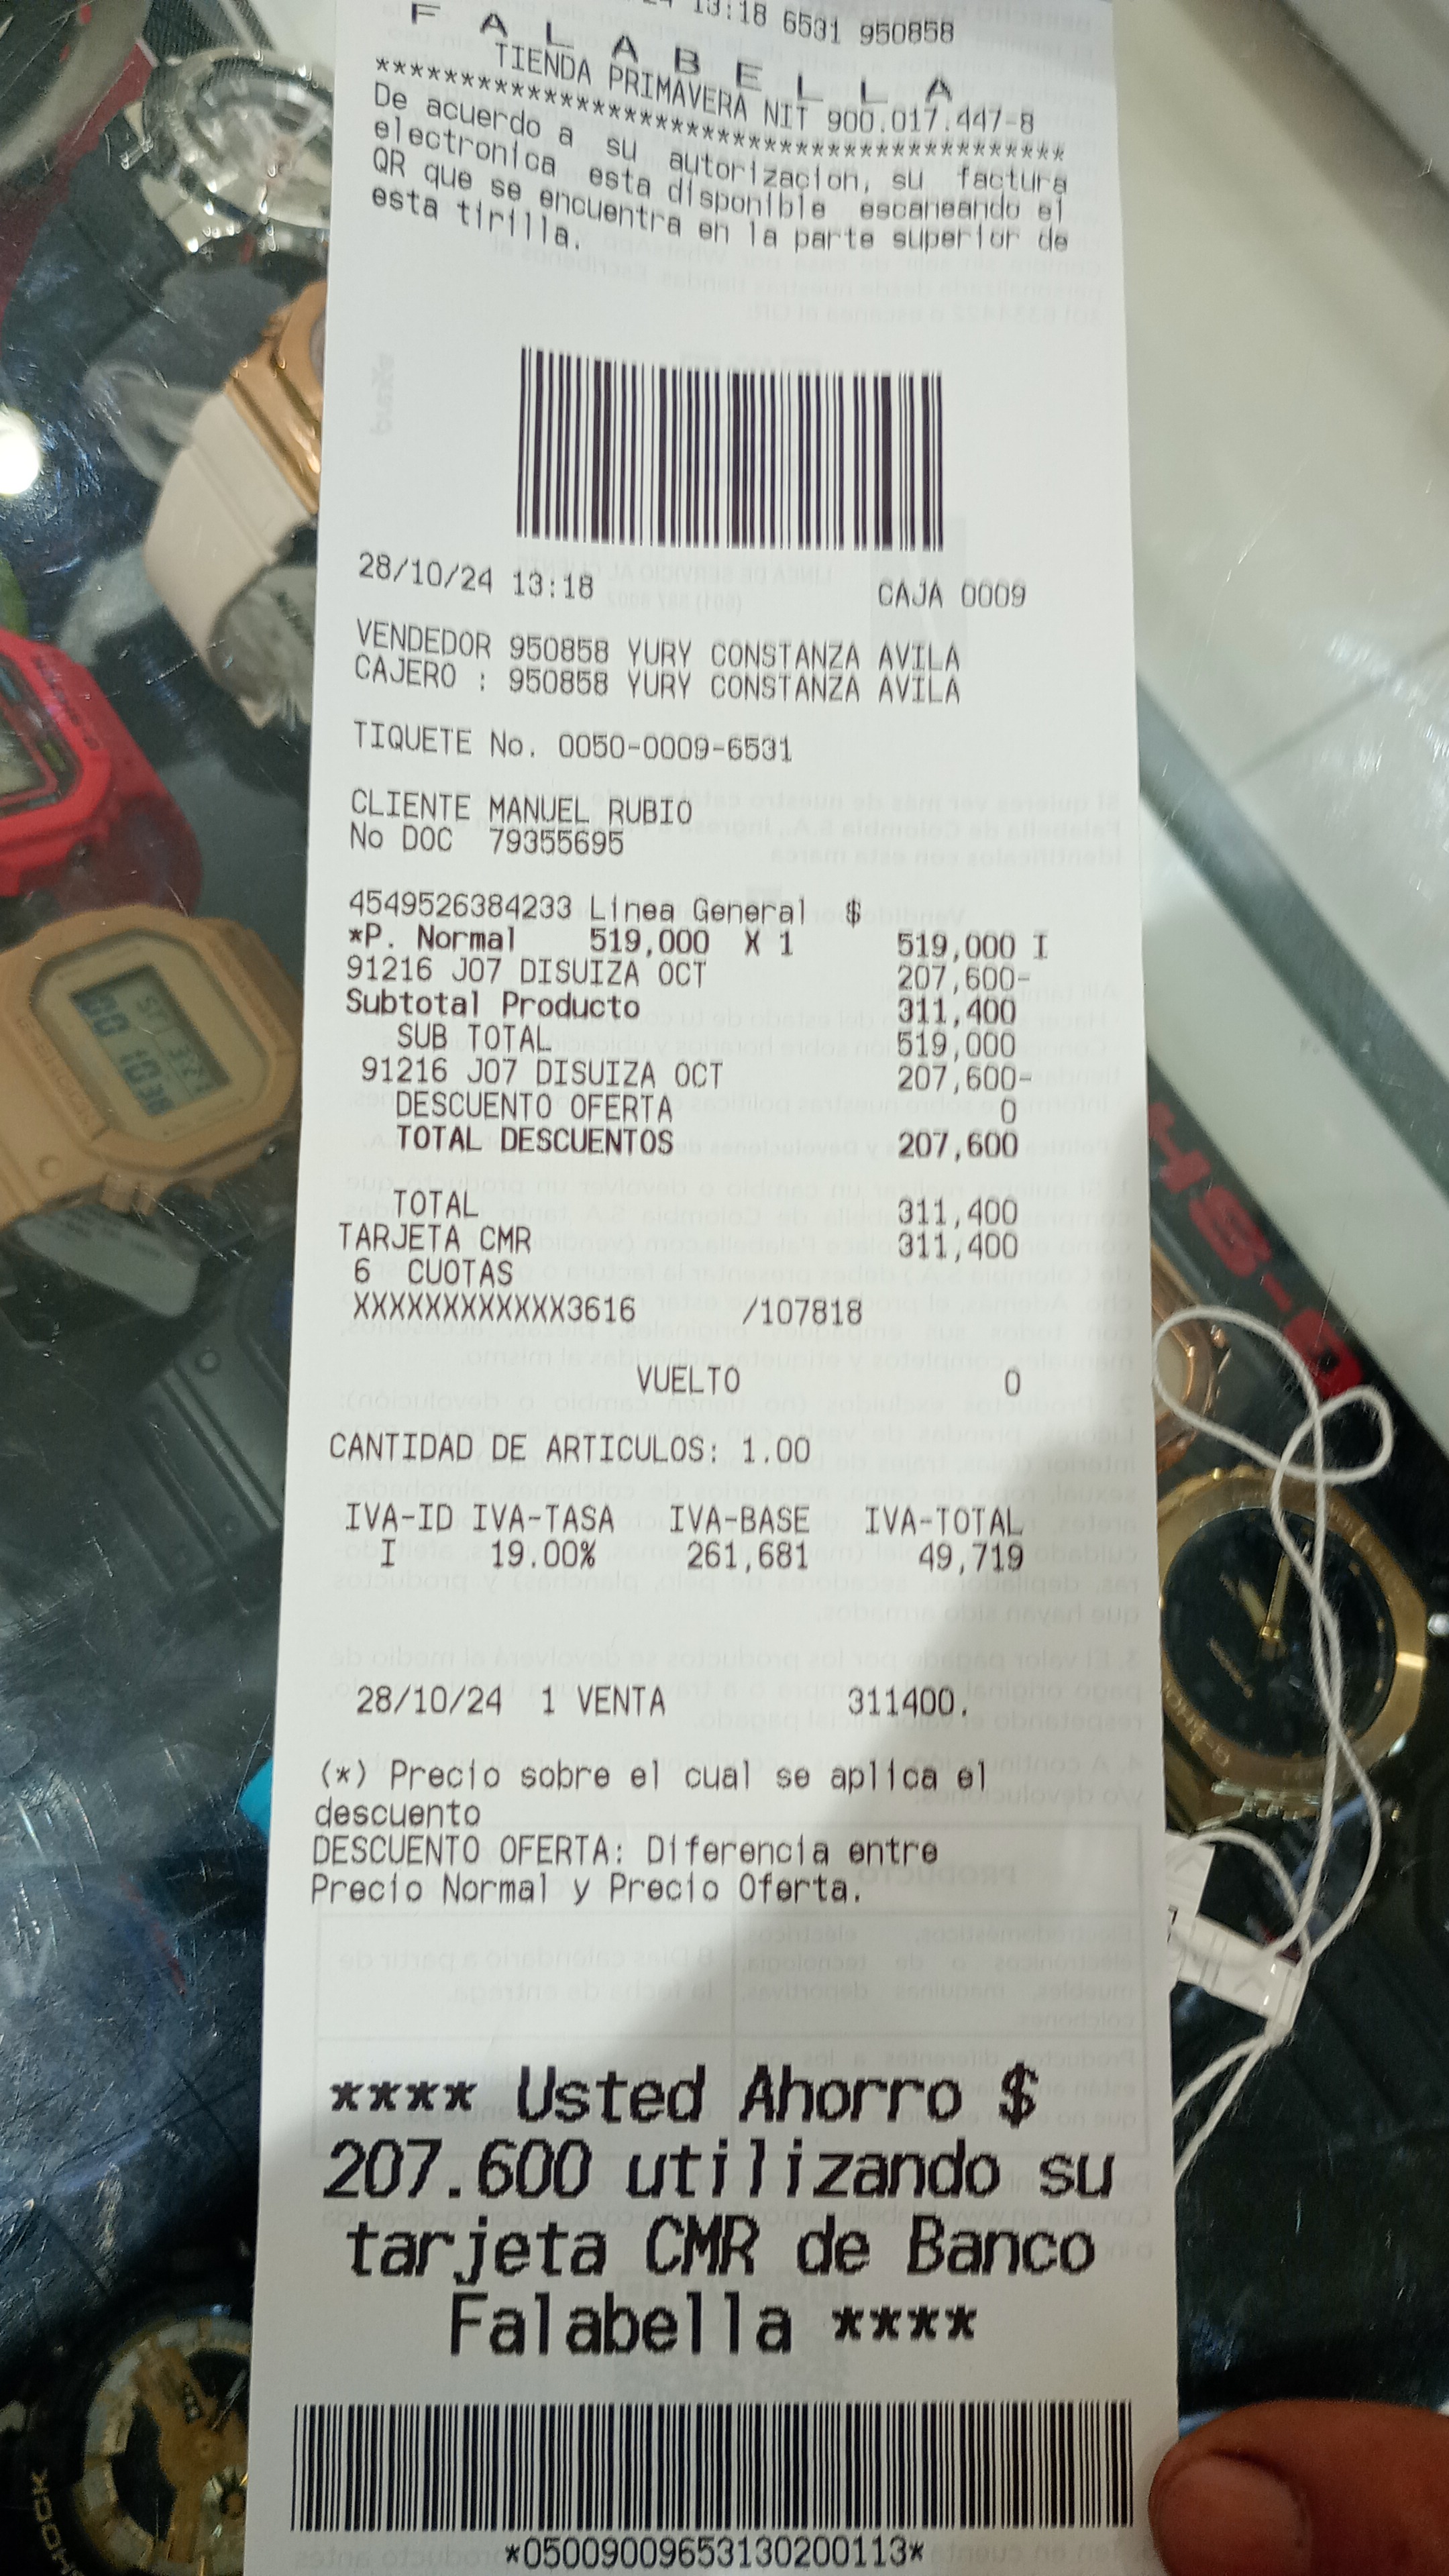 13:18 6531 950858
F A L A B E L L A
TIENDA PRIMAVERA NIT 900.017.447-8
****************************************
De acuerdo a su autorizacion, su factura
electronica esta disponible escaneando el
QR que se encuentra en la parte superior de
esta tirilla.
28/10/24 13:18 CAJA 0009
VENDEDOR 950858 YURY CONSTANZA AVILA
CAJERO : 950858 YURY CONSTANZA AVILA
TIQUETE No. 0050-0009-6531
CLIENTE MANUEL RUBIO
No DOC 79355695
4549526384233 Linea General $
*P. Normal 519,000 X 1 519,000 I
91216 J07 DISUIZA OCT 207,600-
Subtotal Producto 311,400
SUB TOTAL 519,000
91216 J07 DISUIZA OCT 207,600-
DESCUENTO OFERTA 0
TOTAL DESCUENTOS 207,600
TOTAL 311,400
TARJETA CMR 311,400
6 CUOTAS
XXXXXXXXXXXX3616 /107818
VUELTO 0
CANTIDAD DE ARTICULOS: 1.00
IVA-ID IVA-TASA IVA-BASE IVA-TOTAL
I 19.00% 261,681 49,719
28/10/24 1 VENTA 311400.
(*) Precio sobre el cual se aplica el
descuento
DESCUENTO OFERTA: Diferencia entre
Precio Normal y Precio Oferta.
**** Usted Ahorro $
207.600 utilizando su
tarjeta CMR de Banco
Falabella ****
*05009009653130200113*